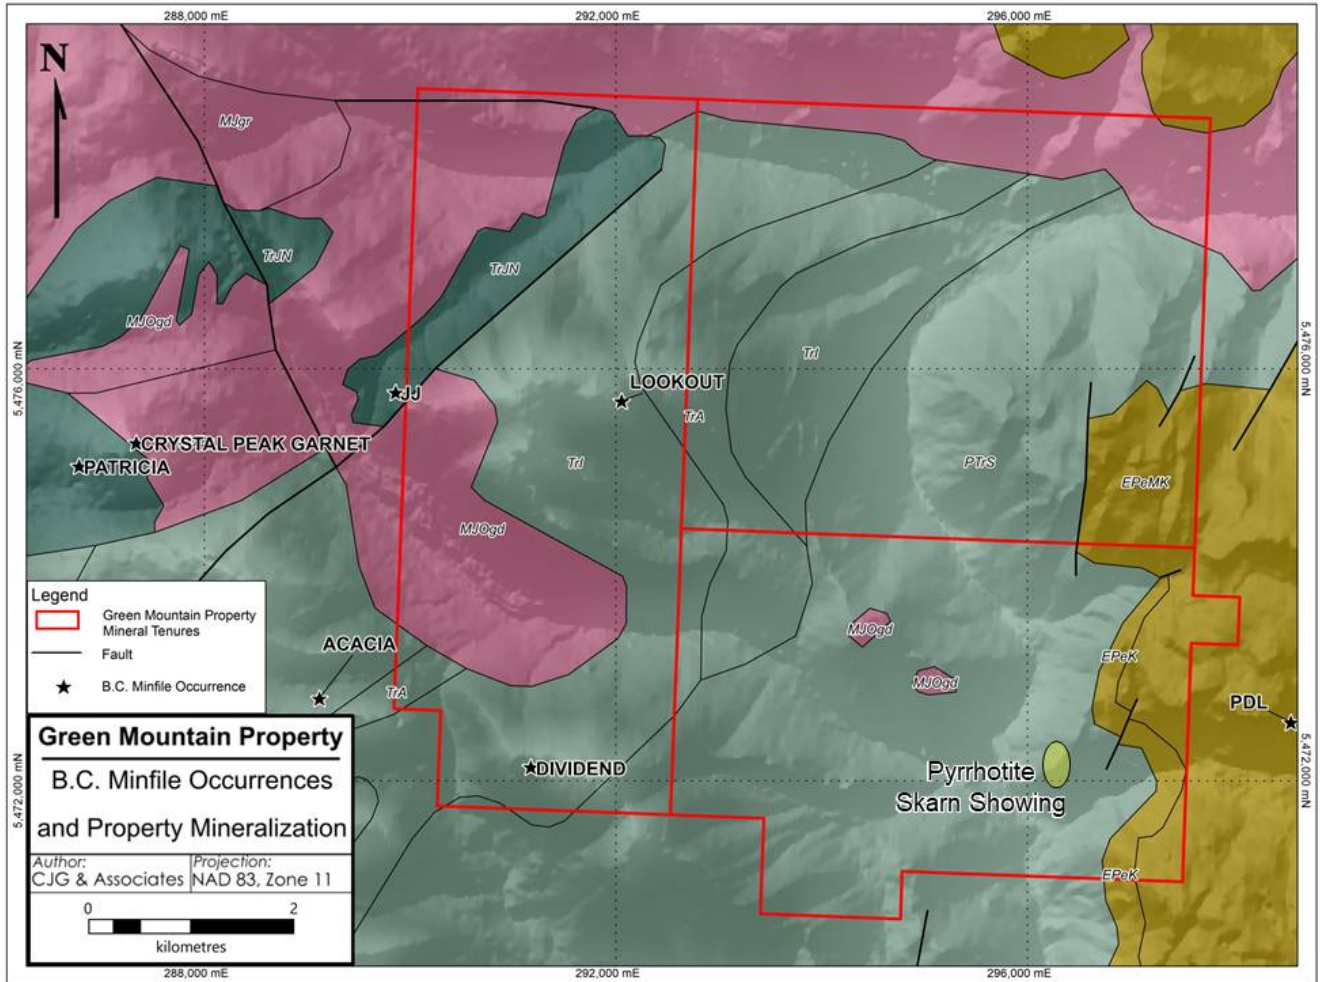 288,000 mE
292,000 mE
296,000 mE
N
MJgr
TrJN
TrJN
MJOgd
TrI
5,476,000 mN
5,476,000 mN
JJ
LOOKOUT
TrA
CRYSTAL PEAK GARNET
PATRICIA
TrI
PTrS
EPeMK
MJOgd
Legend
Green Mountain Property
Mineral Tenures
Fault
B.C. Minfile Occurrence
ACACIA
TrA
MJOgd
MJOgd
EPeK
PDL
DIVIDEND
Pyrrhotite
Skarn Showing
5,472,000 mN
5,472,000 mN
EPeK
Green Mountain Property
B.C. Minfile Occurrences
and Property Mineralization
Author:
CJG & Associates
Projection:
NAD 83, Zone 11
0
2
kilometres
288,000 mE
292,000 mE
296,000 mE